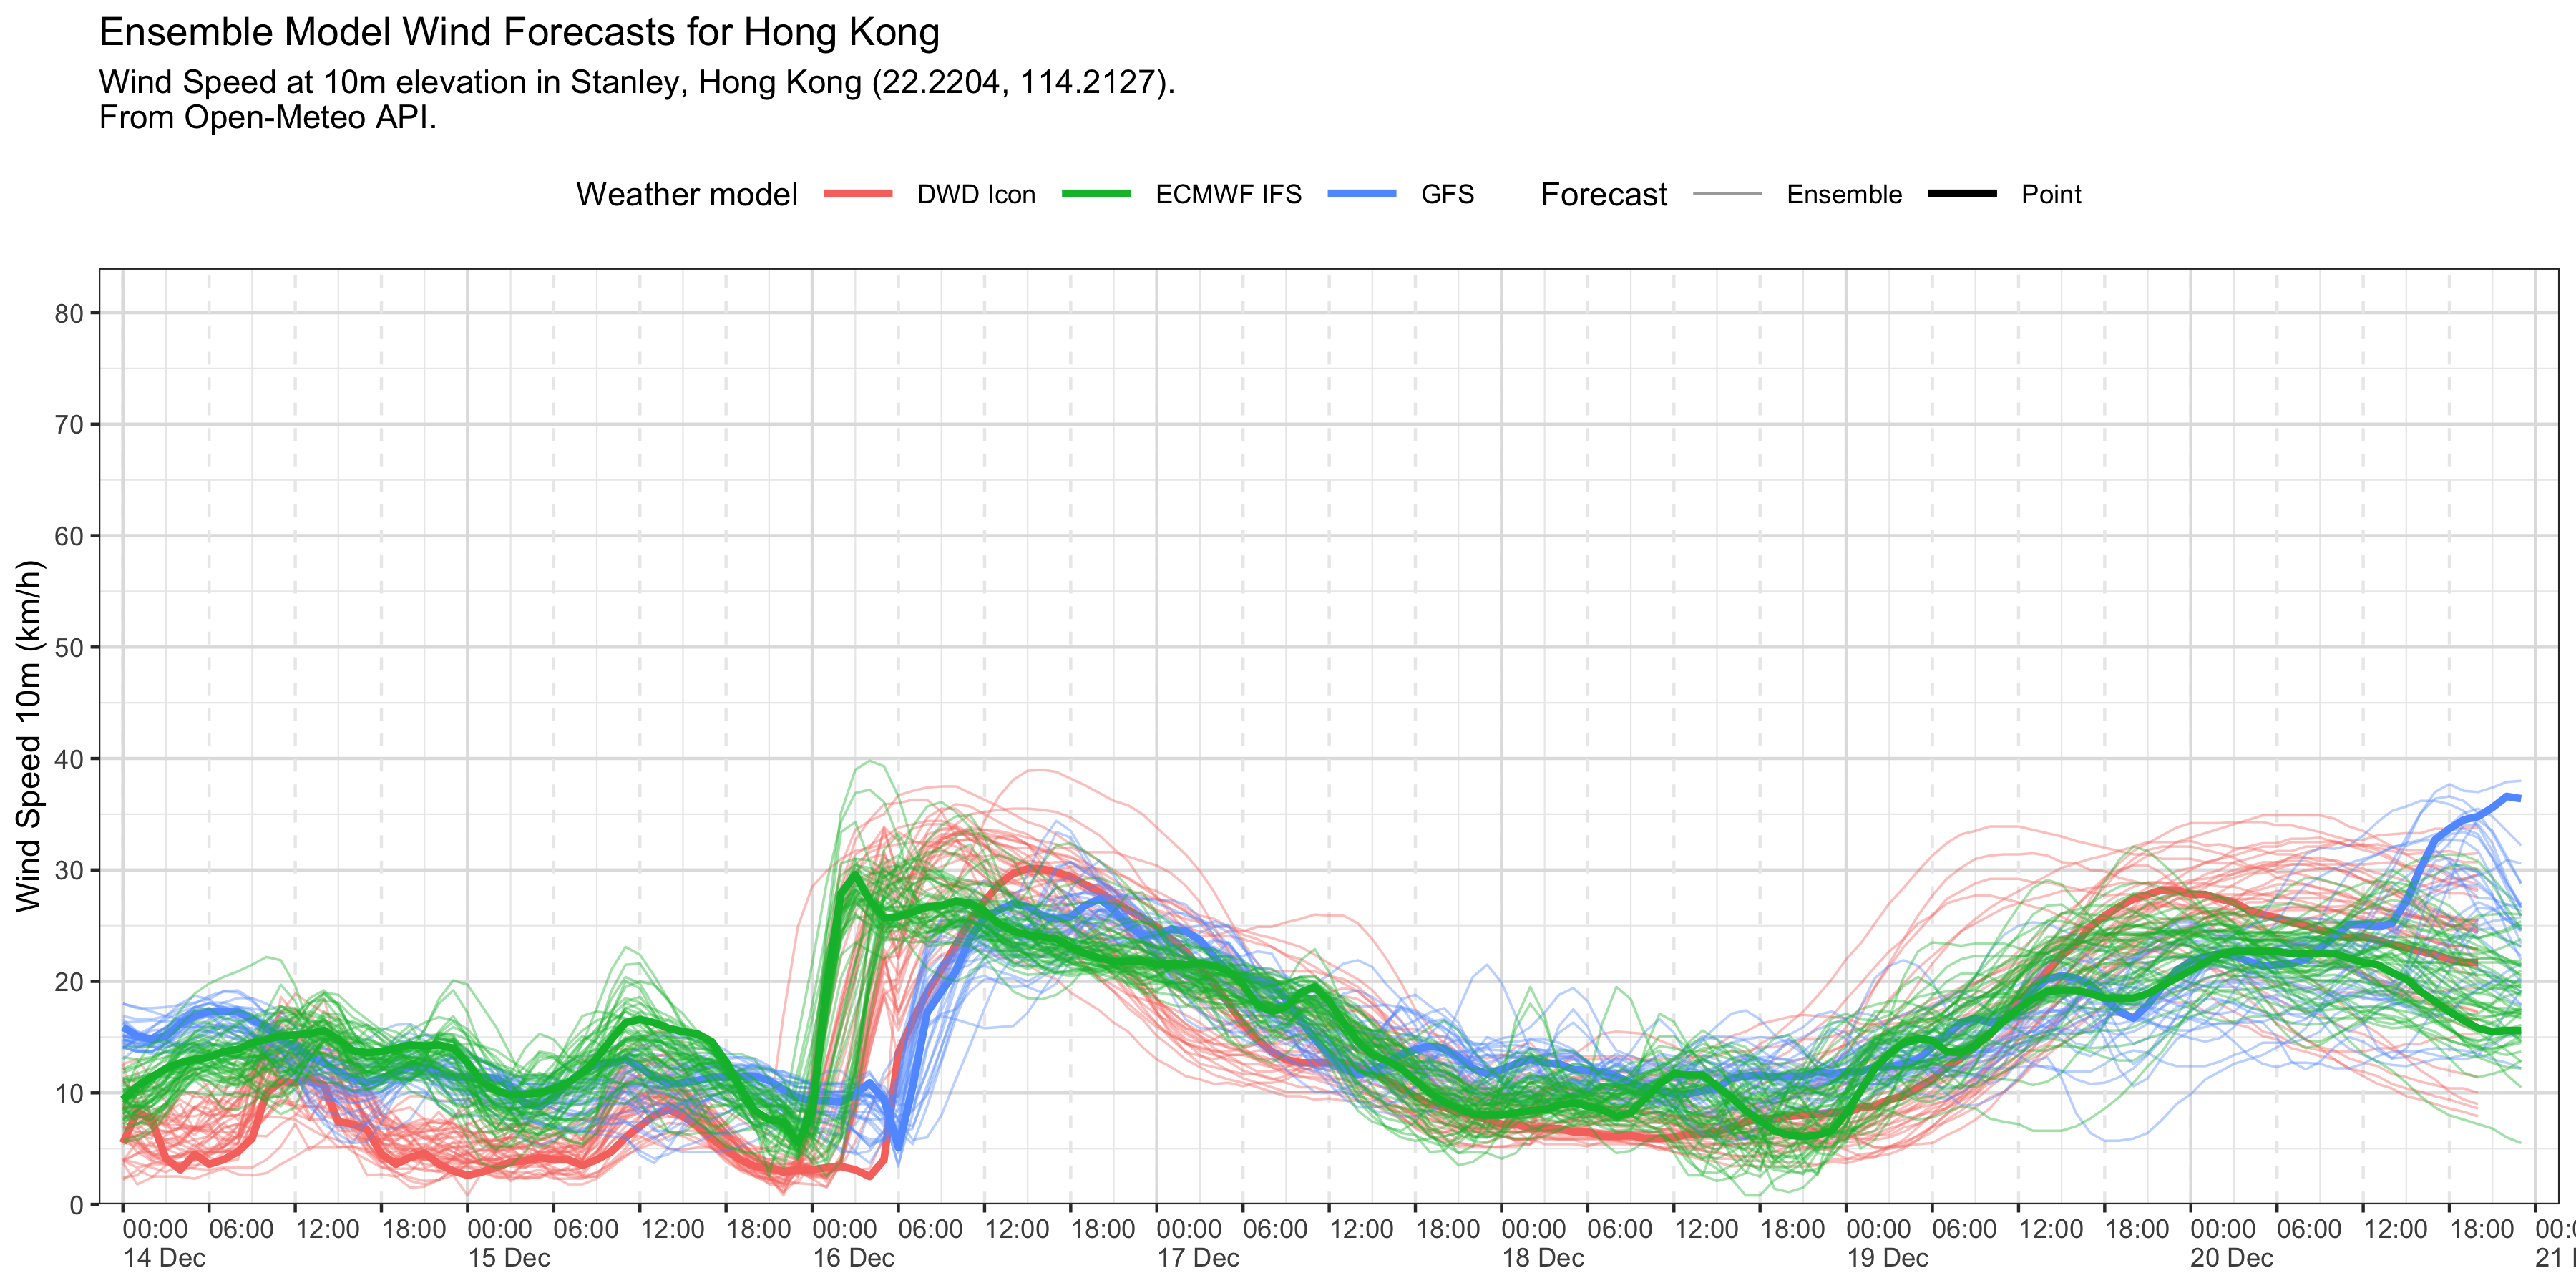 Ensemble Model Wind Forecasts for Hong Kong
Wind Speed at 10m elevation in Stanley, Hong Kong (22.2204, 114.2127).
From Open-Meteo API.
Weather model DWD Icon ECMWF IFS GFS Forecast Ensemble Point
Wind Speed 10m (km/h)
80
70
60
50
40
30
20
10
0
00:00 06:00 12:00 18:00 00:00 06:00 12:00 18:00 00:00 06:00 12:00 18:00 00:00 06:00 12:00 18:00 00:00 06:00 12:00 18:00 00:00 06:00 12:00 18:00 00:00 06:00 12:00 18:00
14 Dec 15 Dec 16 Dec 17 Dec 18 Dec 19 Dec 20 Dec 21